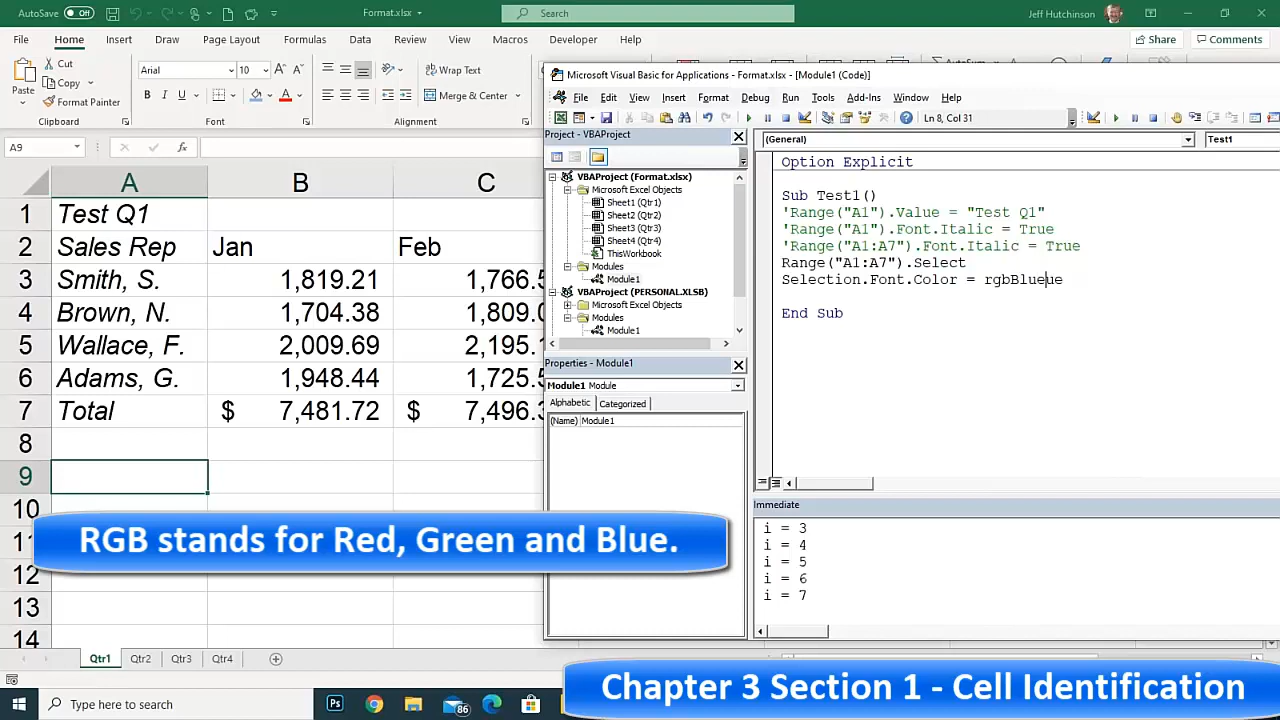 AutoSave Off
Format.xlsx
Search
Jeff Hutchinson
File Home Insert Draw Page Layout Formulas Data Review View Macros Developer Help
Share Comments
Cut
Copy
Format Painter
Paste
Clipboard
Arial 10
Font
Wrap Text
Merge & Center
Alignment
A9
A B C
1 Test Q1
2 Sales Rep Jan Feb
3 Smith, S. 1,819.21
4 Brown, N. 1,704.38
5 Wallace, F. 2,009.69
6 Adams, G. 1,948.44
7 Total $ 7,481.72 $
8
9
10
11
12
13
14
Qtr1 Qtr2 Qtr3 Qtr4
Microsoft Visual Basic for Applications - Format.xlsx - [Module1 (Code)]
File Edit View Insert Format Debug Run Tools Add-Ins Window Help
Ln 8, Col 31
Project - VBAProject
VBAProject (Format.xlsx)
Microsoft Excel Objects
Sheet1 (Qtr1)
Sheet2 (Qtr2)
Sheet3 (Qtr3)
Sheet4 (Qtr4)
ThisWorkbook
Modules
Module1
VBAProject (PERSONAL.XLSB)
Microsoft Excel Objects
Modules
Module1
Properties - Module1
Module1 Module
Alphabetic Categorized
(Name) Module1
(General)
Test1
Option Explicit
Sub Test1()
'Range("A1").Value = "Test Q1"
'Range("A1").Font.Italic = True
'Range("A1:A7").Font.Italic = True
Range("A1:A7").Select
Selection.Font.Color = rgbBlueue
End Sub
Immediate
i = 3
i = 4
i = 5
i = 6
i = 7
RGB stands for Red, Green and Blue.
Chapter 3 Section 1 - Cell Identification
Type here to search
86